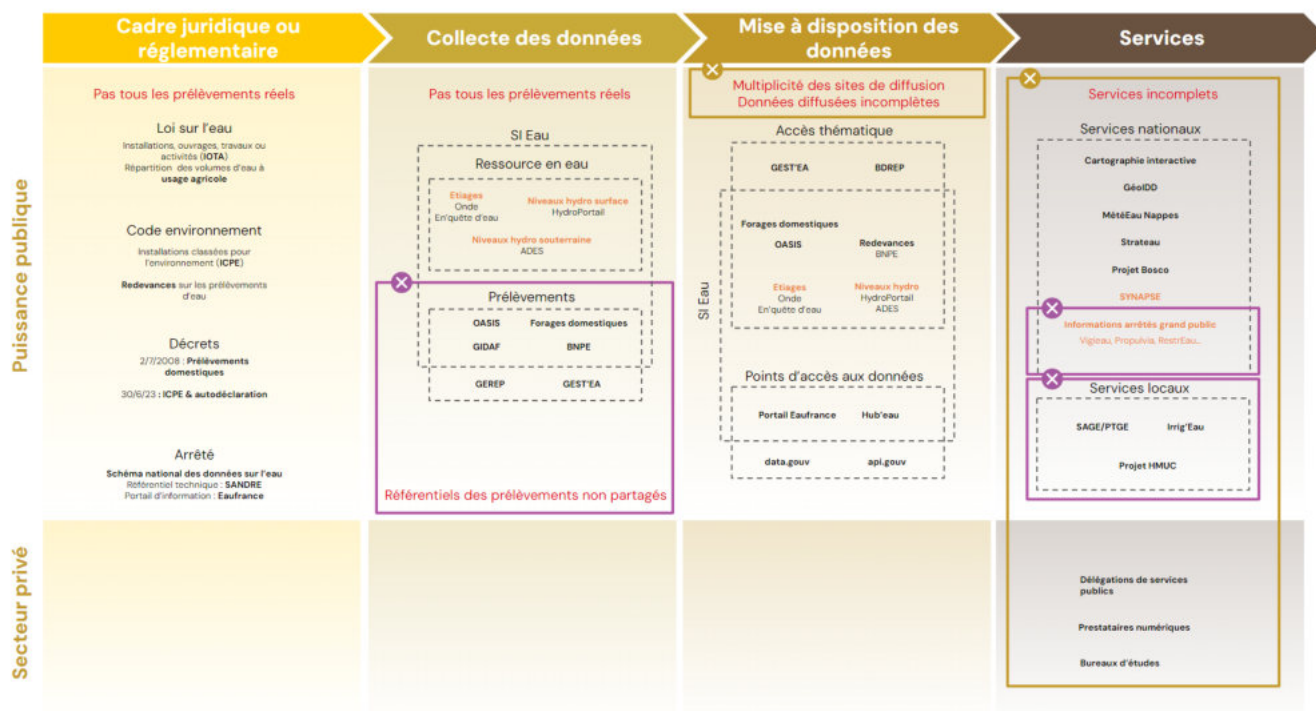 Cadre juridique ou
réglementaire
Collecte des données
Mise à disposition des
données
Services
Puissance publique
Pas tous les prélèvements réels
Loi sur l'eau
Installations, ouvrages, travaux ou
activités (IOTA)
Répartition des volumes d'eau à
usage agricole
Code environnement
Installations classées pour
l'environnement (ICPE)
Redevances sur les prélèvements
d'eau
Décrets
2/7/2008 : Prélèvements
domestiques
30/6/23 : ICPE & autodéclaration
Arrêté
Schéma national des données sur l'eau
Référentiel technique : SANDRE
Portail d'information : Eaufrance
Pas tous les prélèvements réels
SI Eau
Ressource en eau
Etiages
Onde
En'quête d'eau
Niveaux hydro surface
HydroPortail
Niveaux hydro souterraine
ADES
Prélèvements
OASIS
Forages domestiques
GIDAF
BNPE
GEREP
GEST'EA
Référentiels des prélèvements non partagés
Multiplicité des sites de diffusion
Données diffusées incomplètes
Accès thématique
GEST'EA
BDREP
SI Eau
Forages domestiques
OASIS
Redevances
BNPE
Etiages
Onde
En'quête d'eau
Niveaux hydro
HydroPortail
ADES
Points d'accès aux données
Portail Eaufrance
Hub'eau
data.gouv
api.gouv
Services incomplets
Services nationaux
Cartographie interactive
GéoIDD
MétéEau Nappes
Strateau
Projet Bosco
SYNAPSE
Informations arrêtés grand public
Vigieau, Propulvia, RestrEau...
Services locaux
SAGE/PTGE
Irrig'Eau
Projet HMUC
Secteur privé
Délégations de services
publics
Prestataires numériques
Bureaux d'études